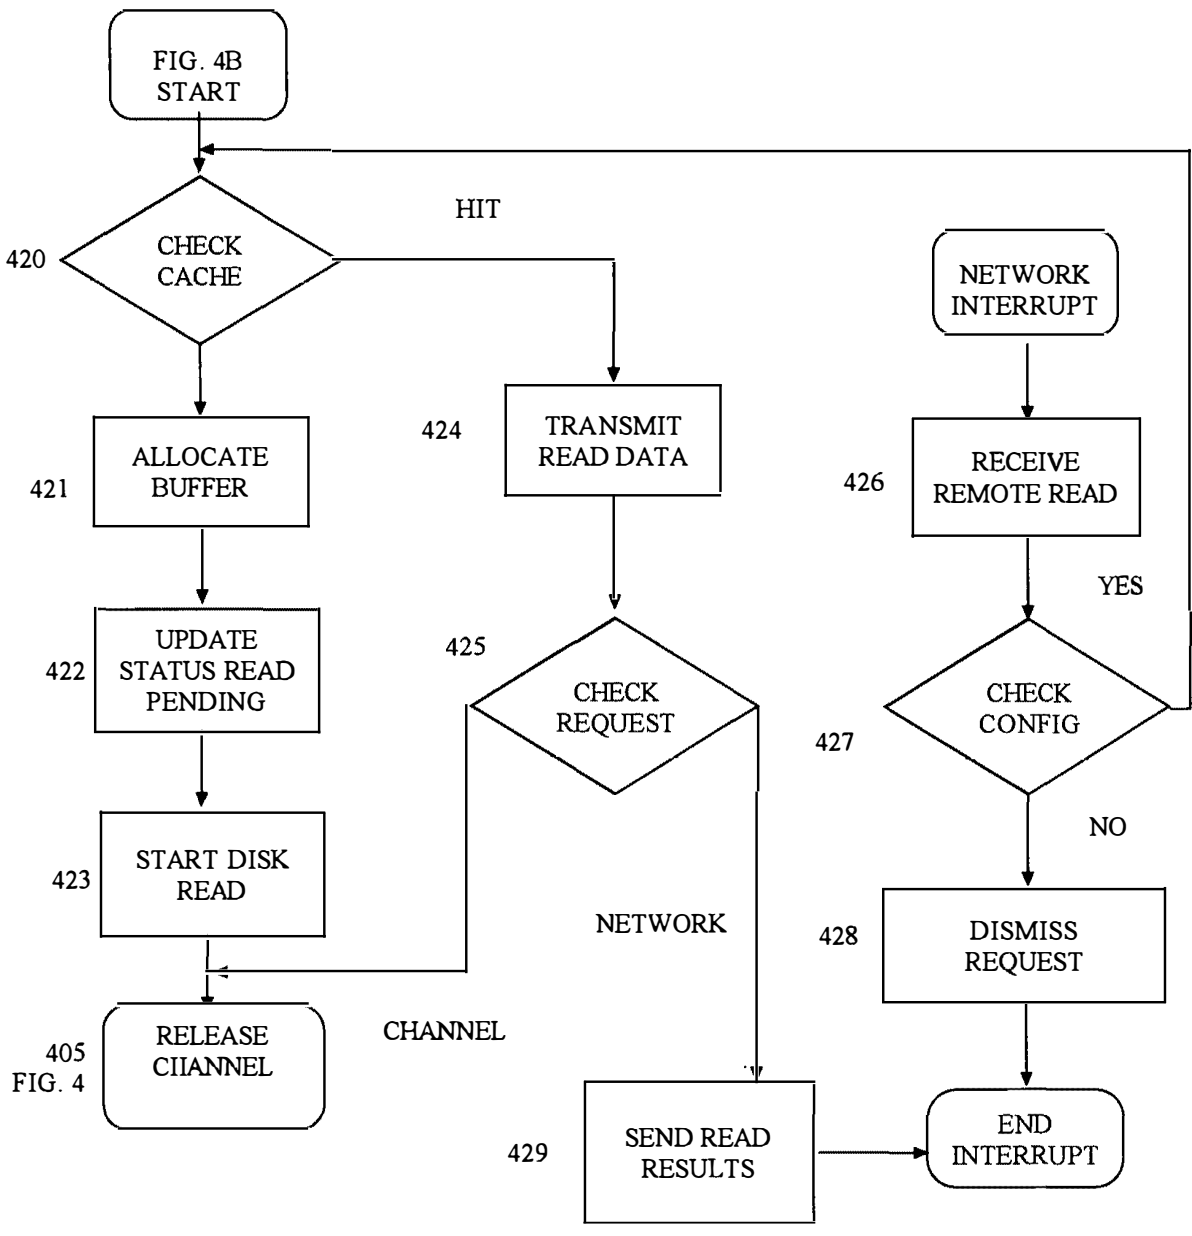 FIG. 4B
START
HIT
420
CHECK
CACHE
NETWORK
INTERRUPT
421
ALLOCATE
BUFFER
424
TRANSMIT
READ DATA
426
RECEIVE
REMOTE READ
YES
422
UPDATE
STATUS READ
PENDING
425
CHECK
REQUEST
427
CHECK
CONFIG
NO
423
START DISK
READ
NETWORK
428
DISMISS
REQUEST
405
FIG. 4
RELEASE
CHANNEL
CHANNEL
429
SEND READ
RESULTS
END
INTERRUPT